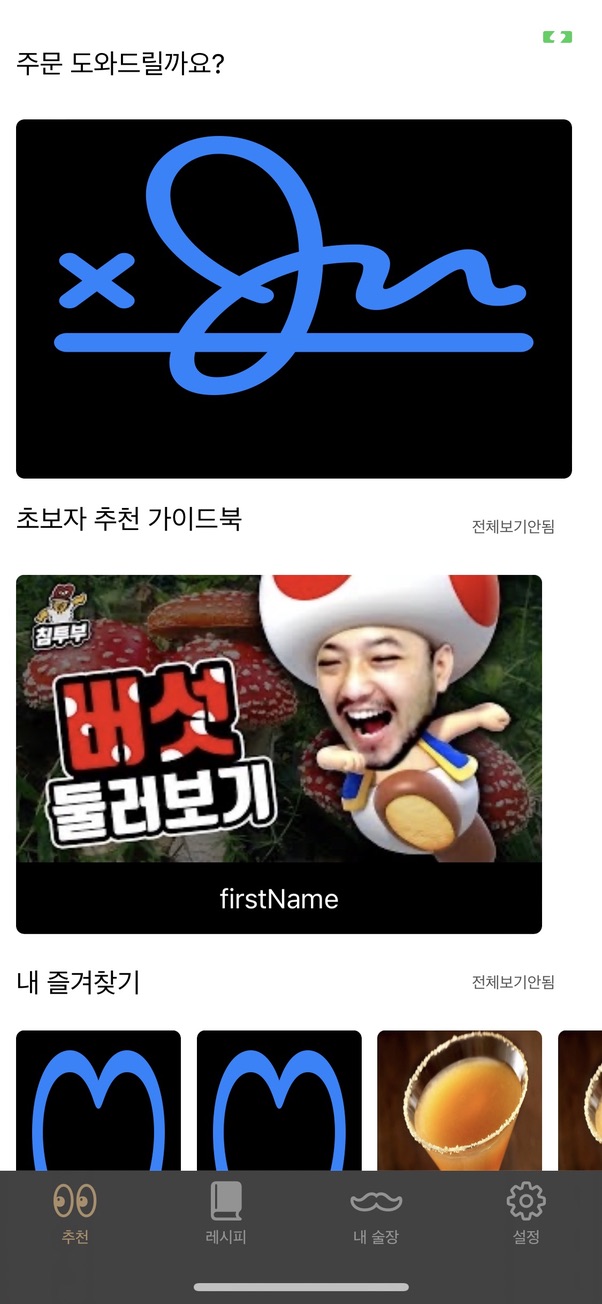 주문 도와드릴까요?
초보자 추천 가이드북
전체보기안됨
침투부
버섯
둘러보기
firstName
내 즐겨찾기
전체보기안됨
추천
레시피
내 술장
설정